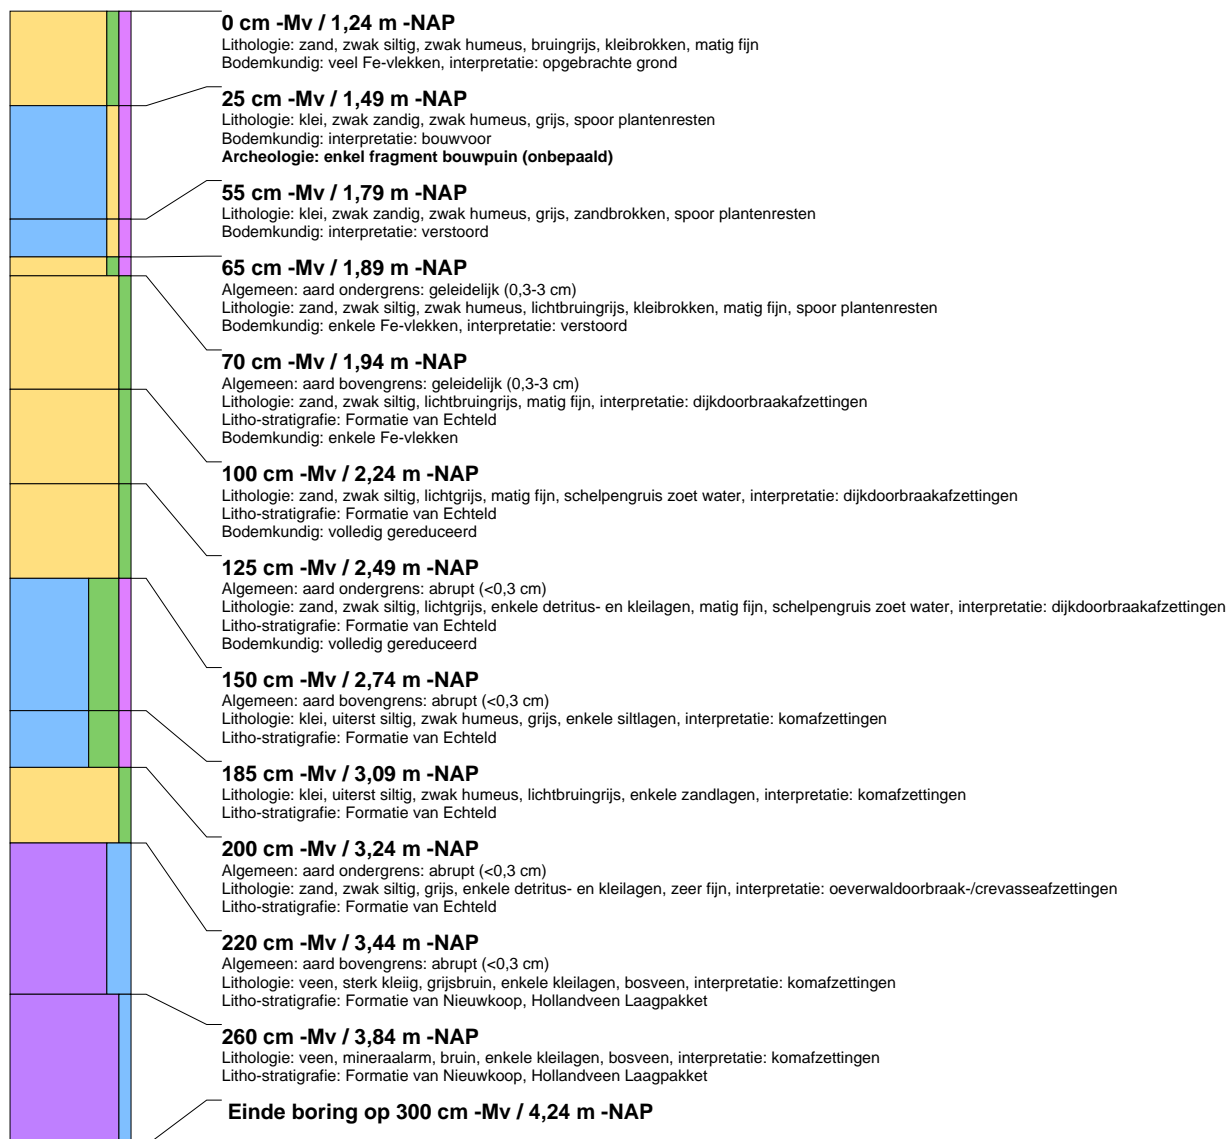 0 cm -Mv / 1,24 m -NAP
Lithologie: zand, zwak siltig, zwak humeus, bruingrijs, kleibrokken, matig fijn
Bodemkundig: veel Fe-vlekken, interpretatie: opgebrachte grond
25 cm -Mv / 1,49 m -NAP
Lithologie: klei, zwak zandig, zwak humeus, grijs, spoor plantenresten
Bodemkundig: interpretatie: bouwvoor
Archeologie: enkel fragment bouwpuin (onbepaald)
55 cm -Mv / 1,79 m -NAP
Lithologie: klei, zwak zandig, zwak humeus, grijs, zandbrokken, spoor plantenresten
Bodemkundig: interpretatie: verstoord
65 cm -Mv / 1,89 m -NAP
Algemeen: aard ondergrens: geleidelijk (0,3-3 cm)
Lithologie: zand, zwak siltig, zwak humeus, lichtbruingrijs, kleibrokken, matig fijn, spoor plantenresten
Bodemkundig: enkele Fe-vlekken, interpretatie: verstoord
70 cm -Mv / 1,94 m -NAP
Algemeen: aard bovengrens: geleidelijk (0,3-3 cm)
Lithologie: zand, zwak siltig, lichtbruingrijs, matig fijn, interpretatie: dijkdoorbraakafzettingen
Litho-stratigrafie: Formatie van Echteld
Bodemkundig: enkele Fe-vlekken
100 cm -Mv / 2,24 m -NAP
Lithologie: zand, zwak siltig, lichtgrijs, matig fijn, schelpengruis zoet water, interpretatie: dijkdoorbraakafzettingen
Litho-stratigrafie: Formatie van Echteld
Bodemkundig: volledig gereduceerd
125 cm -Mv / 2,49 m -NAP
Algemeen: aard ondergrens: abrupt (<0,3 cm)
Lithologie: zand, zwak siltig, lichtgrijs, enkele detritus- en kleilagen, matig fijn, schelpengruis zoet water, interpretatie: dijkdoorbraakafzettingen
Litho-stratigrafie: Formatie van Echteld
Bodemkundig: volledig gereduceerd
150 cm -Mv / 2,74 m -NAP
Algemeen: aard bovengrens: abrupt (<0,3 cm)
Lithologie: klei, uiterst siltig, zwak humeus, grijs, enkele siltlagen, interpretatie: komafzettingen
Litho-stratigrafie: Formatie van Echteld
185 cm -Mv / 3,09 m -NAP
Lithologie: klei, uiterst siltig, zwak humeus, lichtbruingrijs, enkele zandlagen, interpretatie: komafzettingen
Litho-stratigrafie: Formatie van Echteld
200 cm -Mv / 3,24 m -NAP
Algemeen: aard ondergrens: abrupt (<0,3 cm)
Lithologie: zand, zwak siltig, grijs, enkele detritus- en kleilagen, zeer fijn, interpretatie: oeverwaldoorbraak-/crevasseafzettingen
Litho-stratigrafie: Formatie van Echteld
220 cm -Mv / 3,44 m -NAP
Algemeen: aard bovengrens: abrupt (<0,3 cm)
Lithologie: veen, sterk kleiig, grijsbruin, enkele kleilagen, bosveen, interpretatie: komafzettingen
Litho-stratigrafie: Formatie van Nieuwkoop, Hollandveen Laagpakket
260 cm -Mv / 3,84 m -NAP
Lithologie: veen, mineraalarm, bruin, enkele kleilagen, bosveen, interpretatie: komafzettingen
Litho-stratigrafie: Formatie van Nieuwkoop, Hollandveen Laagpakket
Einde boring op 300 cm -Mv / 4,24 m -NAP